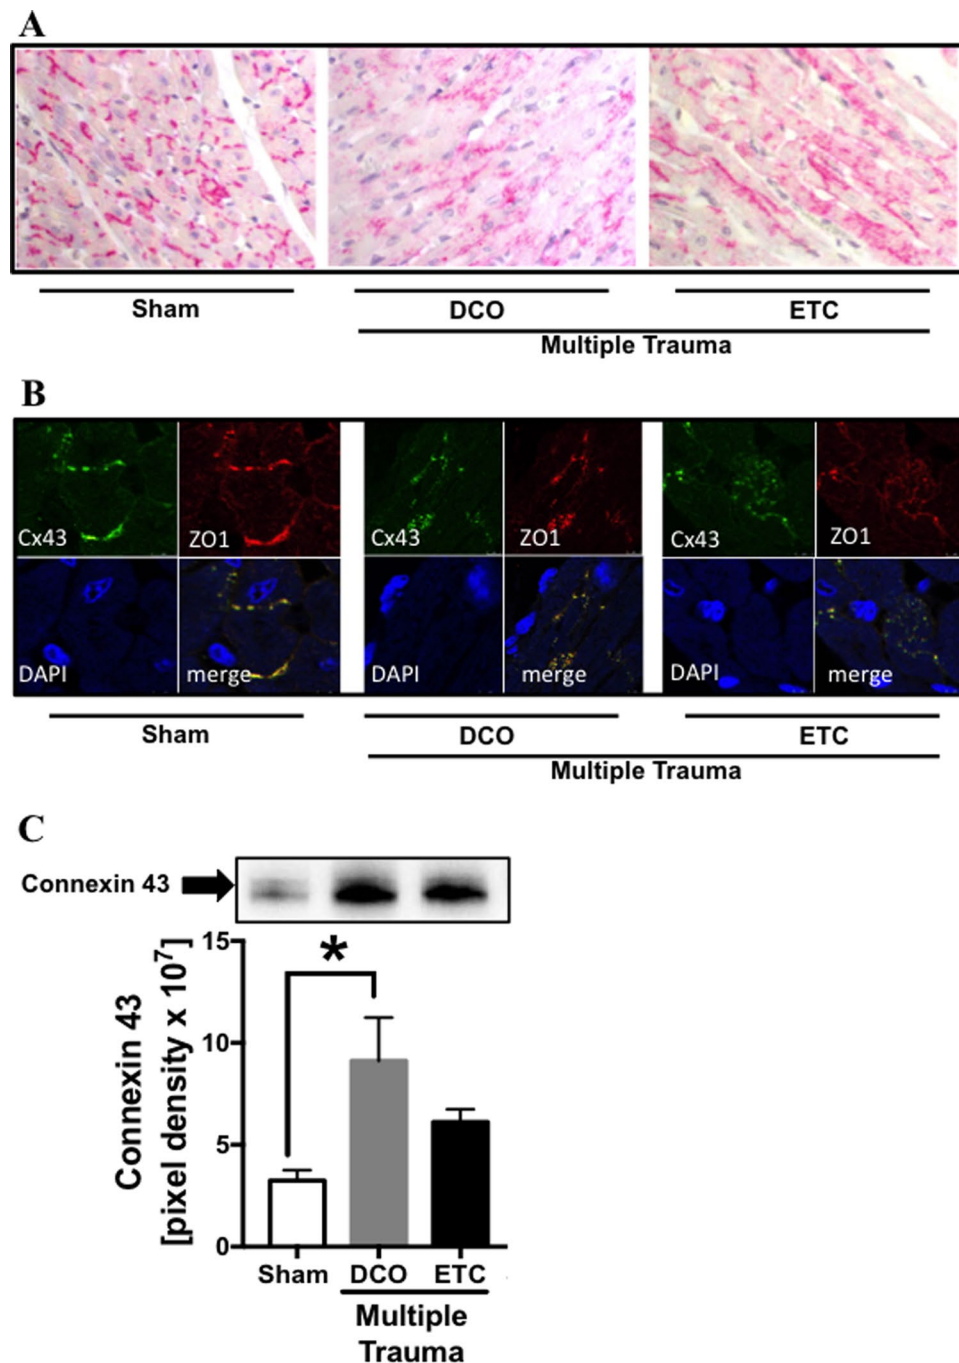 A
Sham
DCO
ETC
Multiple Trauma
B
Cx43
ZO1
Cx43
ZO1
Cx43
ZO1
DAPI
merge
DAPI
merge
DAPI
merge
Sham
DCO
ETC
Multiple Trauma
C
Connexin 43
*
15
10
5
0
Connexin 43
[pixel density x 10⁷]
Sham
DCO
ETC
Multiple
Trauma